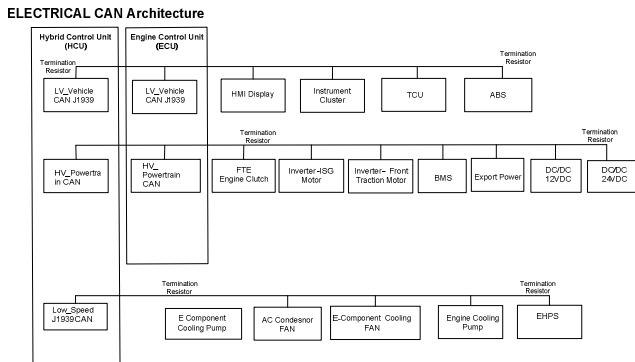 ELECTRICAL CAN Architecture
Hybrid Control Unit
(HCU)
Engine Control Unit
(ECU)
Termination
Resistor
Termination
Resistor
LV_Vehicle
CAN J1939
LV_Vehicle
CAN J1939
HMI Display
Instrument
Cluster
TCU
ABS
Termination
Resistor
Termination
Resistor
HV_Powertra
in CAN
HV_
Powertrain
CAN
FTE
Engine Clutch
Inverter-ISG
Motor
Inverter– Front
Traction Motor
BMS
Export Power
DC/DC
12VDC
DC/DC
24VDC
Termination
Resistor
Termination
Resistor
Low_Speed
J1939CAN
E Component
Cooling Pump
AC Condesnor
FAN
E-Component Cooling
FAN
Engine Cooling
Pump
EHPS